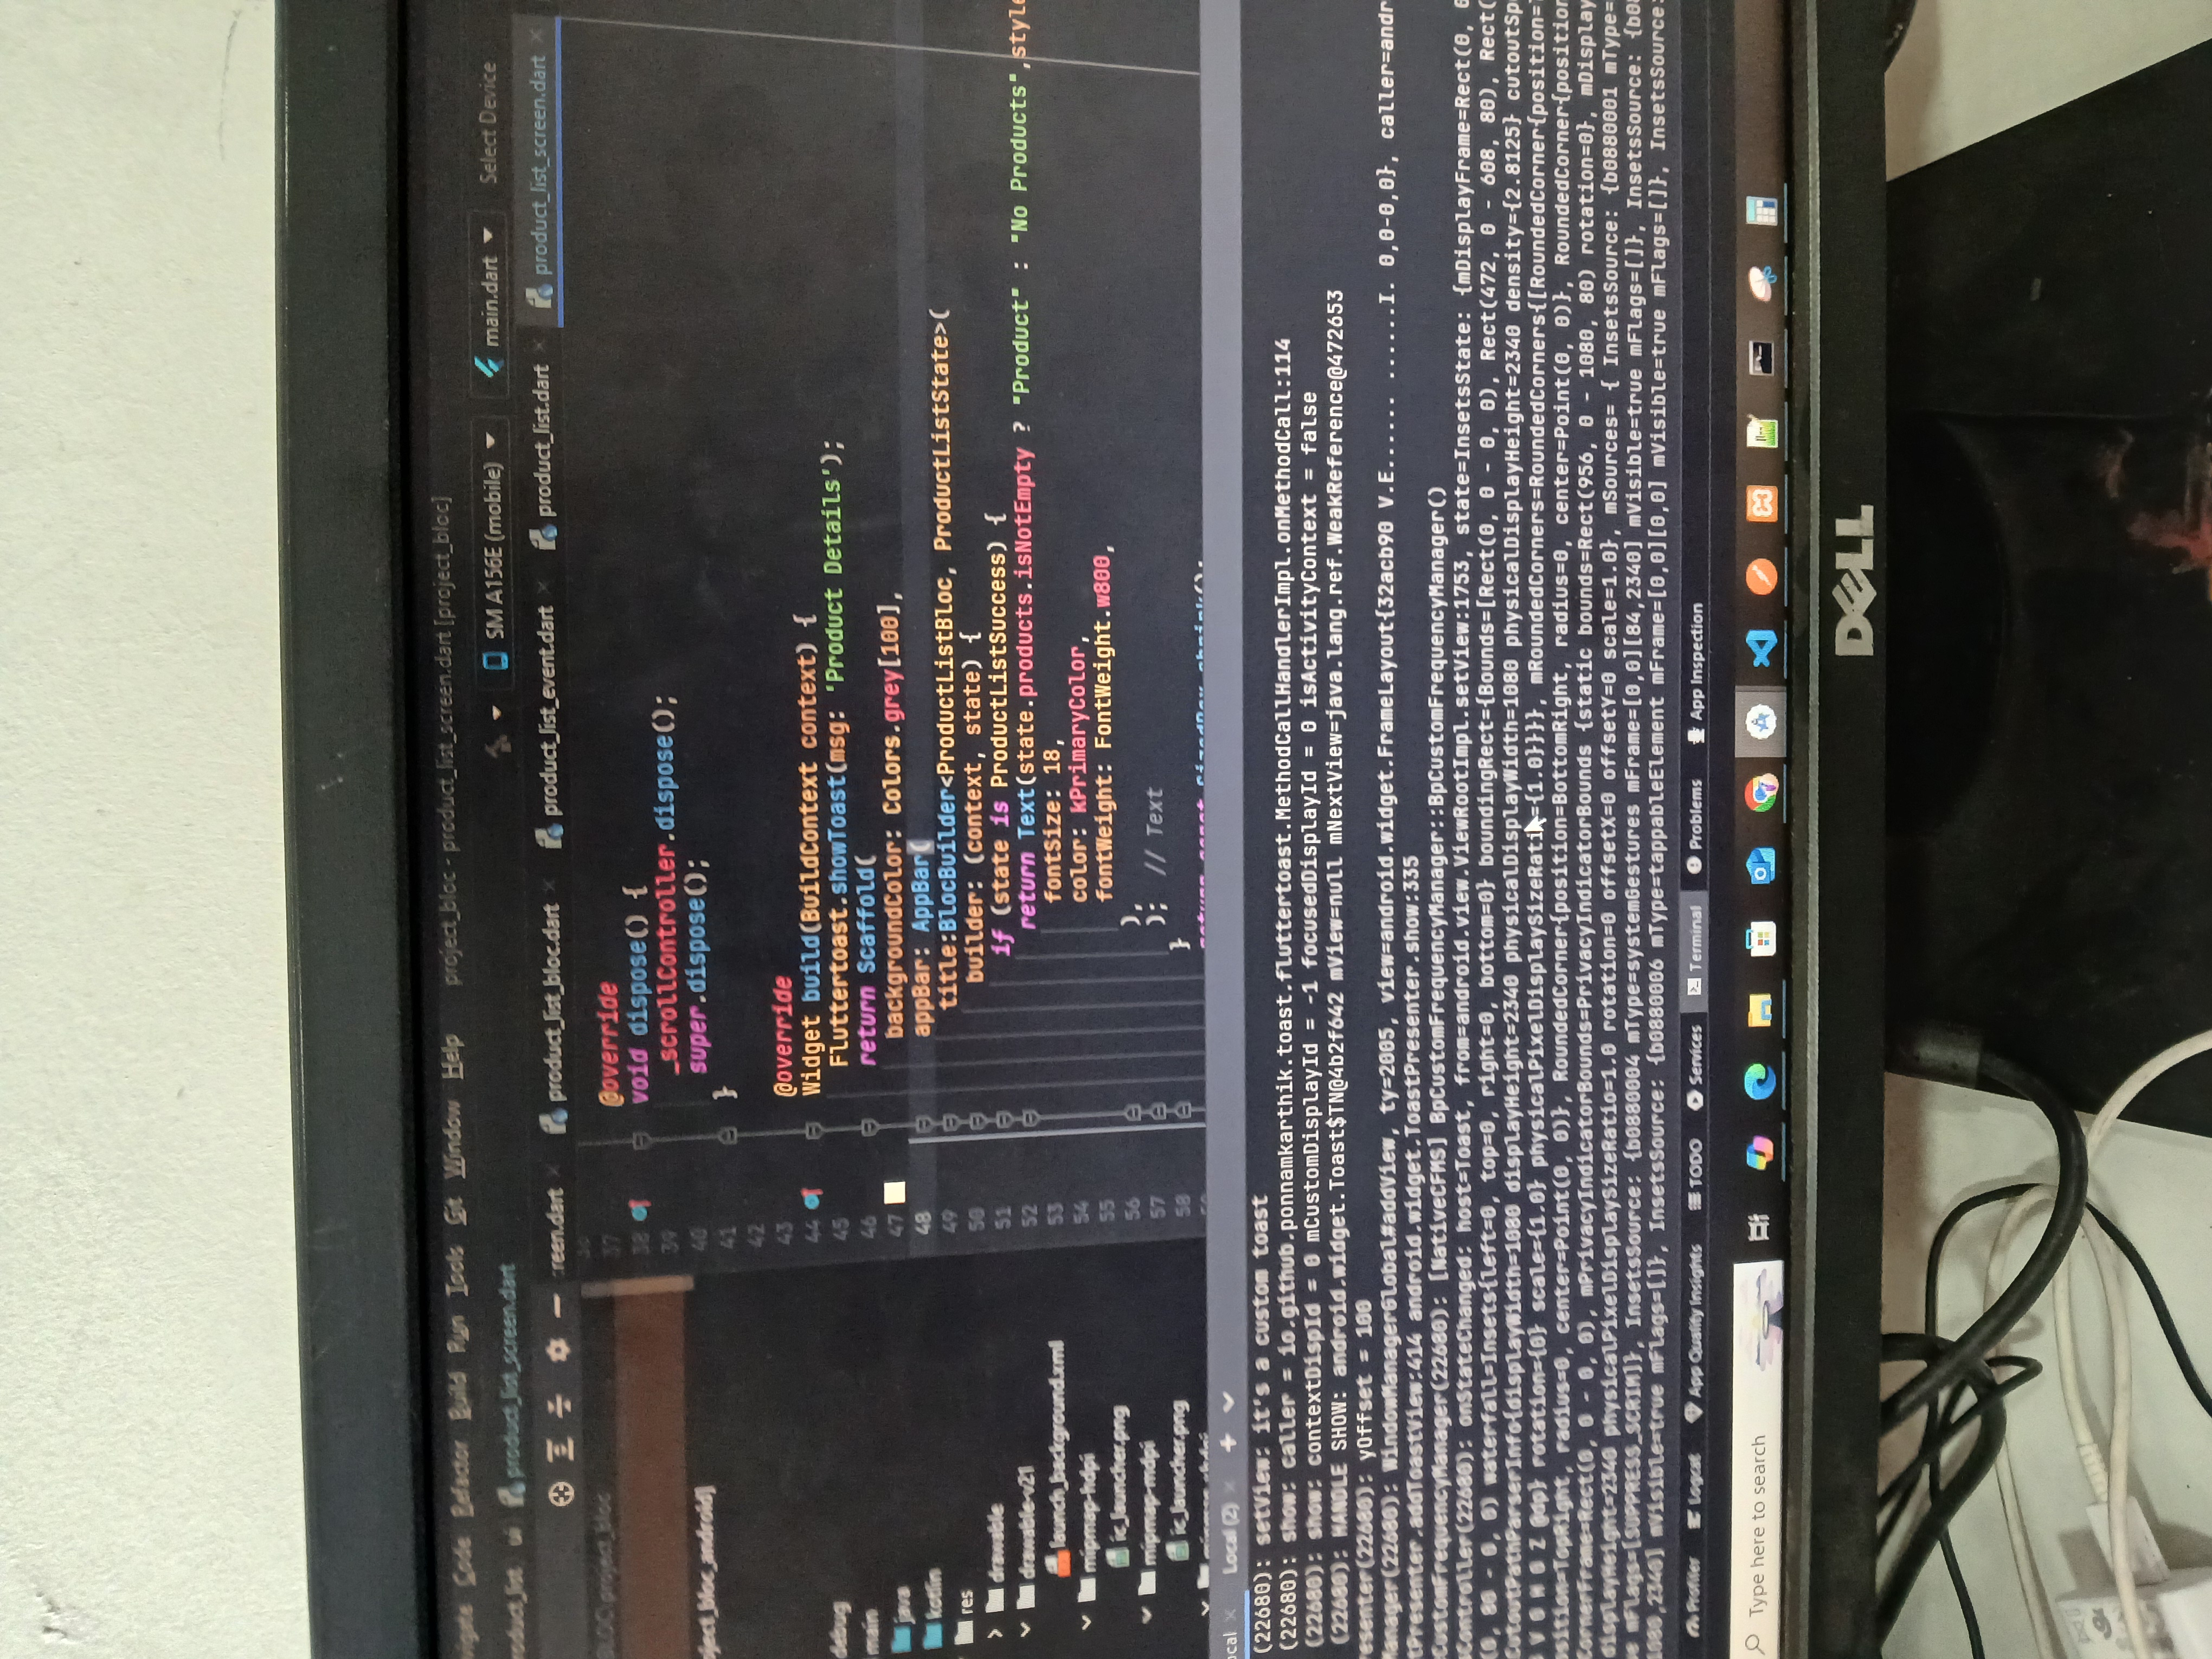 Code Refactor Build Run Tools Git Window Help project_bloc - product_list_screen.dart [project_bloc]
ui product_list_screen.dart
SM A156E (mobile) main.dart Select Device
product_list_bloc.dart product_list_event.dart product_list.dart product_list_screen.dart
37 @override
38 void dispose() {
39 _scrollController.dispose();
40 super.dispose();
41 }
42
43 @override
44 Widget build(BuildContext context) {
45 Fluttertoast.showToast(msg: 'Product Details');
46 return Scaffold(
47 backgroundColor: Colors.grey[100],
48 appBar: AppBar(
49 title:BlocBuilder<ProductListBloc, ProductListState>(
50 builder: (context, state) {
51 if (state is ProductListSuccess) {
52 return Text(state.products.isNotEmpty ? "Product" : "No Products",style
53 fontSize: 18,
54 color: kPrimaryColor,
55 fontWeight: FontWeight.w800,
56 ),
57 ); // Text
58 }
oject_bloc_android]
debug
main
java
kotlin
res
drawable
drawable-v21
launch_background.xml
mipmap-hdpi
ic_launcher.png
mipmap-mdpi
ic_launcher.png
Local (2)
(22680): setView: it's a custom toast
(22680): show: caller = io.github.ponnamkarthik.toast.fluttertoast.MethodCallHandlerImpl.onMethodCall:114
(22680): show: contextDispId = 0 mCustomDisplayId = -1 focusedDisplayId = 0 isActivityContext = false
(22680): HANDLE SHOW: android.widget.Toast$TN@4b2f642 mView=null mNextView=java.lang.ref.WeakReference@472653
esenter(22680): yOffset = 100
Manager(22680): WindowManagerGlobal#addView, ty=2005, view=android.widget.FrameLayout{32acb90 V.E...... ......I. 0,0-0,0}, caller=andr
tPresenter.addToastView:414 android.widget.ToastPresenter.show:335
CustomFrequencyManager(22680): [NativeCFMS] BpCustomFrequencyManager::BpCustomFrequencyManager()
Controller(22680): onStateChanged: host=Toast, from=android.view.ViewRootImpl.setView:1753, state=InsetsState: {mDisplayFrame=Rect(0,
(0, 80 - 0, 0) waterfall=Insets{left=0, top=0, right=0, bottom=0} boundingRect={Bounds=[Rect(0, 0 - 0, 0), Rect(472, 0 - 608, 80), Rect(
CutoutPathParserInfo{displayWidth=1080 displayHeight=2340 physicalDisplayWidth=1080 physicalDisplayHeight=2340 density={2.8125} cutoutSp
V 0 H 0 Z @dp} rotation={0} scale={1.0} physicalPixelDisplaySizeRatio={1.0}}}}, mRoundedCorners=RoundedCorners{[RoundedCorner{position=
osition=TopRight, radius=0, center=Point(0, 0)}, RoundedCorner{position=BottomRight, radius=0, center=Point(0, 0)}, RoundedCorner{position
CornerFrame=Rect(0, 0 - 0, 0), mPrivacyIndicatorBounds=PrivacyIndicatorBounds {static bounds=Rect(956, 0 - 1080, 80) rotation=0}, mDisplay
displayHeight=2340 physicalPixelDisplaySizeRatio=1.0 rotation=0 offsetX=0 offsetY=0 scale=1.0}, mSources= { InsetsSource: {b0880001 mType=
mFlags=[SUPPRESS_SCRIM]}, InsetsSource: {b0880004 mType=systemGestures mFrame=[0,0][84,2340] mVisible=true mFlags=[]}, InsetsSource:
1080,2340] mVisible=true mFlags=[]}, InsetsSource: {b0880006 mType=tappableElement mFrame=[0,0][0,0] mVisible=true mFlags=[]}, InsetsSource:
Profiler Logcat App Quality Insights TODO Services Terminal Problems App Inspection
Type here to search
DELL